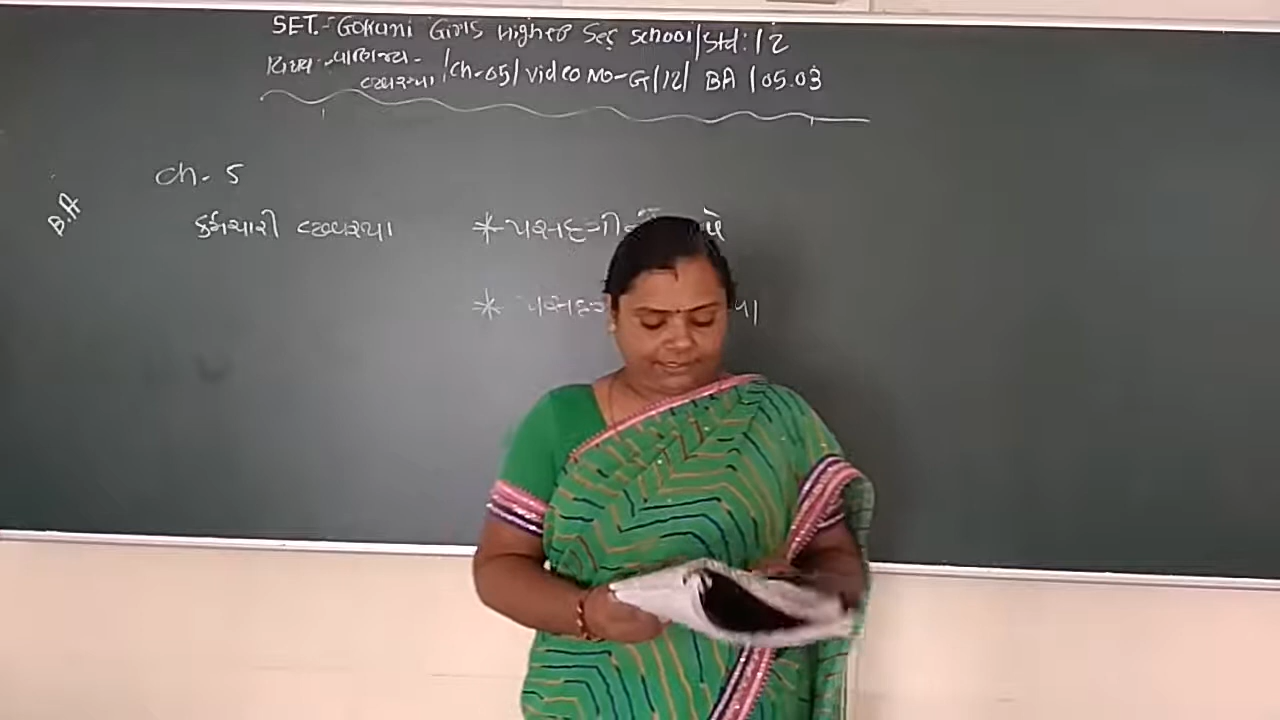 SET.- Gokani Girls Higher Sec School/Std: 12
વિષય:- વાણિજ્ય-
વ્યવસ્થા /Ch-05/ Video No-G/12/ BA/05.03
Ch. 5
B.A
કર્મચારી વ્યવસ્થા
*
*